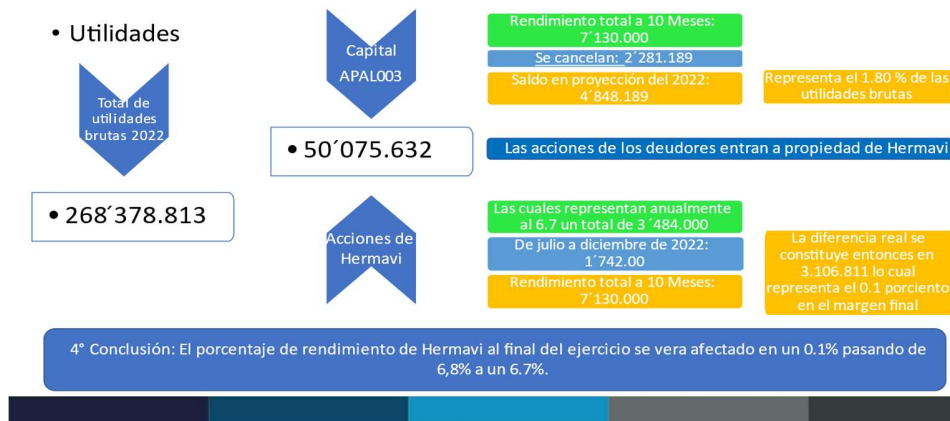 • Utilidades
Total de
utilidades
brutas 2022
• 268´378.813
Capital
APAL003
• 50´075.632
Acciones de
Hermavi
Rendimiento total a 10 Meses:
7´130.000
Se cancelan: 2´281.189
Saldo en proyección del 2022:
4´848.189
Representa el 1.80 % de las
utilidades brutas
Las acciones de los deudores entran a propiedad de Hermavi
Las cuales representan anualmente
al 6.7 un total de 3´484.000
De julio a diciembre de 2022:
1´742.00
Rendimiento total a 10 Meses:
7´130.000
La diferencia real se
constituye entonces en
3.106.811 lo cual
representa el 0.1 porciento
en el margen final
4° Conclusión: El porcentaje de rendimiento de Hermavi al final del ejercicio se vera afectado en un 0.1% pasando de
6,8% a un 6.7%.